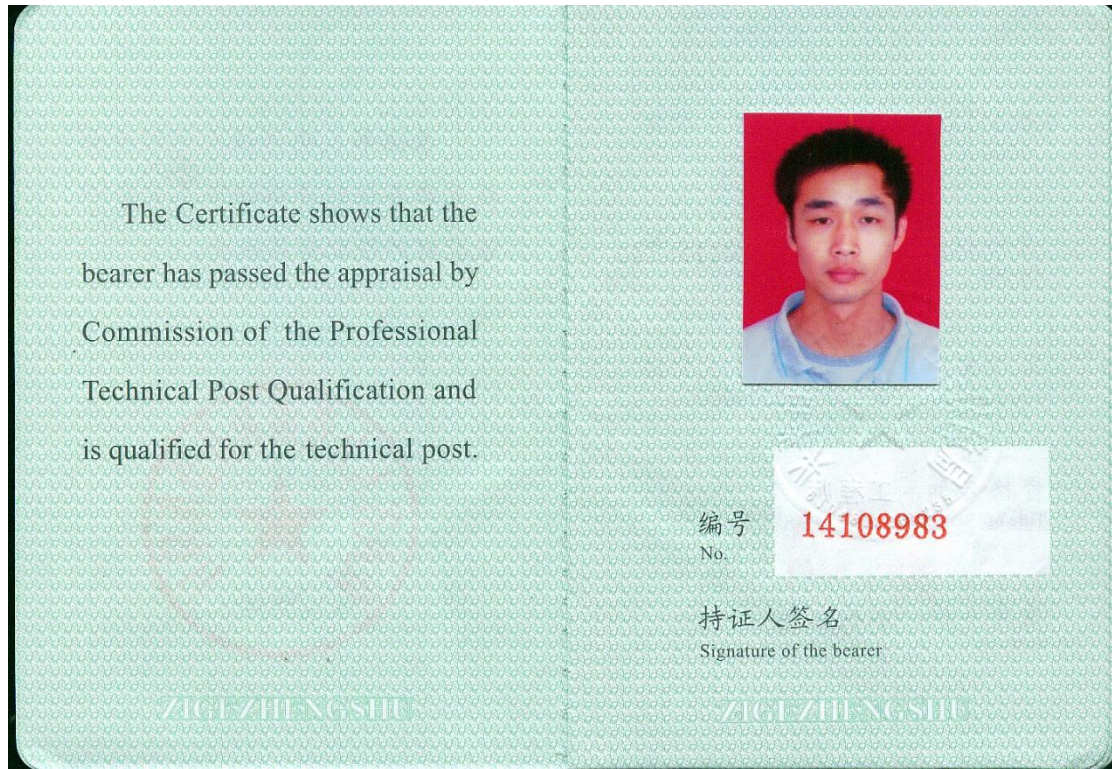 The Certificate shows that the
bearer has passed the appraisal by
Commission of the Professional
Technical Post Qualification and
is qualified for the technical post.
ZIGEZHENGSHU
编号
No.
14108983
持证人签名
Signature of the bearer
ZIGEZHENGSHU